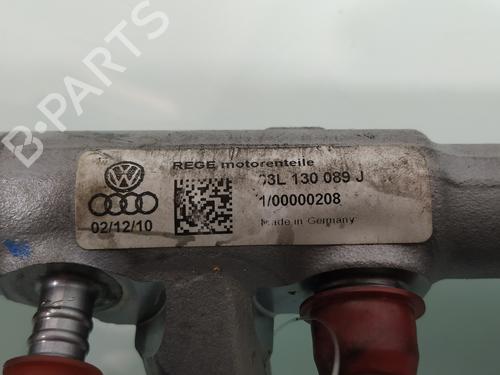 B-PARTS
REGE motorenteile
03L 130 089 J
1/00000208
Made in Germany
02/12/10